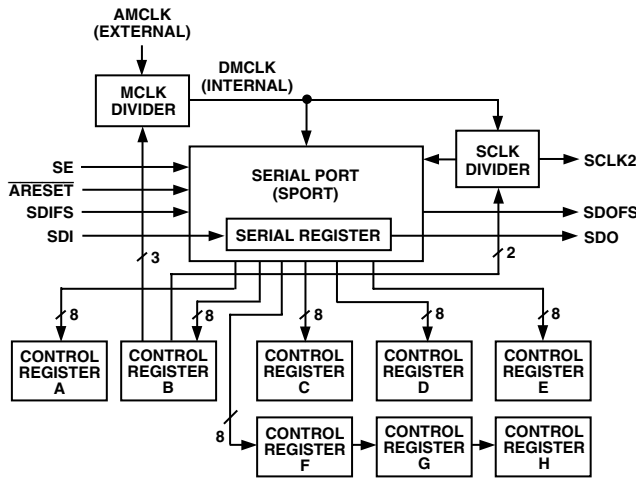 AMCLK
(EXTERNAL)
DMCLK
(INTERNAL)
MCLK
DIVIDER
SE
ARESET
SDIFS
SDI
SERIAL PORT
(SPORT)
SERIAL REGISTER
SCLK
DIVIDER
SCLK2
SDOFS
SDO
3
2
8
8
8
8
8
CONTROL
REGISTER
A
CONTROL
REGISTER
B
CONTROL
REGISTER
C
CONTROL
REGISTER
D
CONTROL
REGISTER
E
8
CONTROL
REGISTER
F
CONTROL
REGISTER
G
CONTROL
REGISTER
H